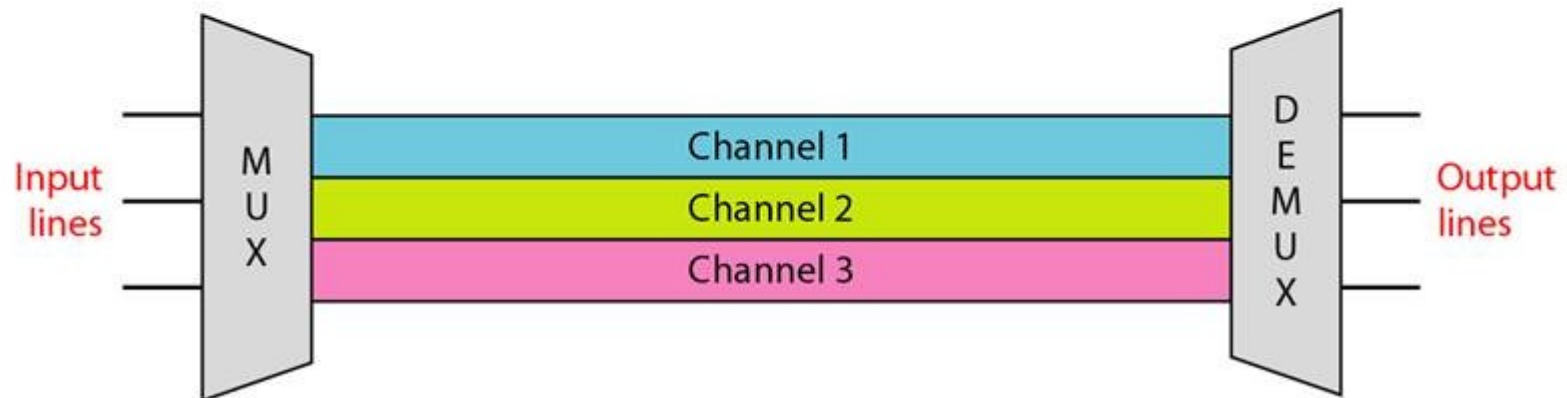 Input
lines
M
U
X
Channel 1
Channel 2
Channel 3
D
E
M
U
X
Output
lines